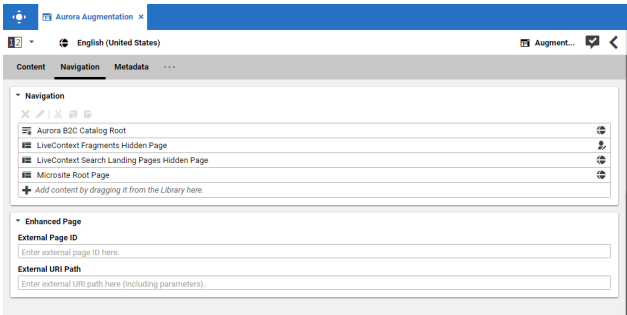 Aurora Augmentation ×
12 English (United States) Augment...
Content Navigation Metadata ...
Navigation
Aurora B2C Catalog Root
LiveContext Fragments Hidden Page
LiveContext Search Landing Pages Hidden Page
Microsite Root Page
Add content by dragging it from the Library here.
Enhanced Page
External Page ID
Enter external page ID here.
External URI Path
Enter external URI path here (including parameters).